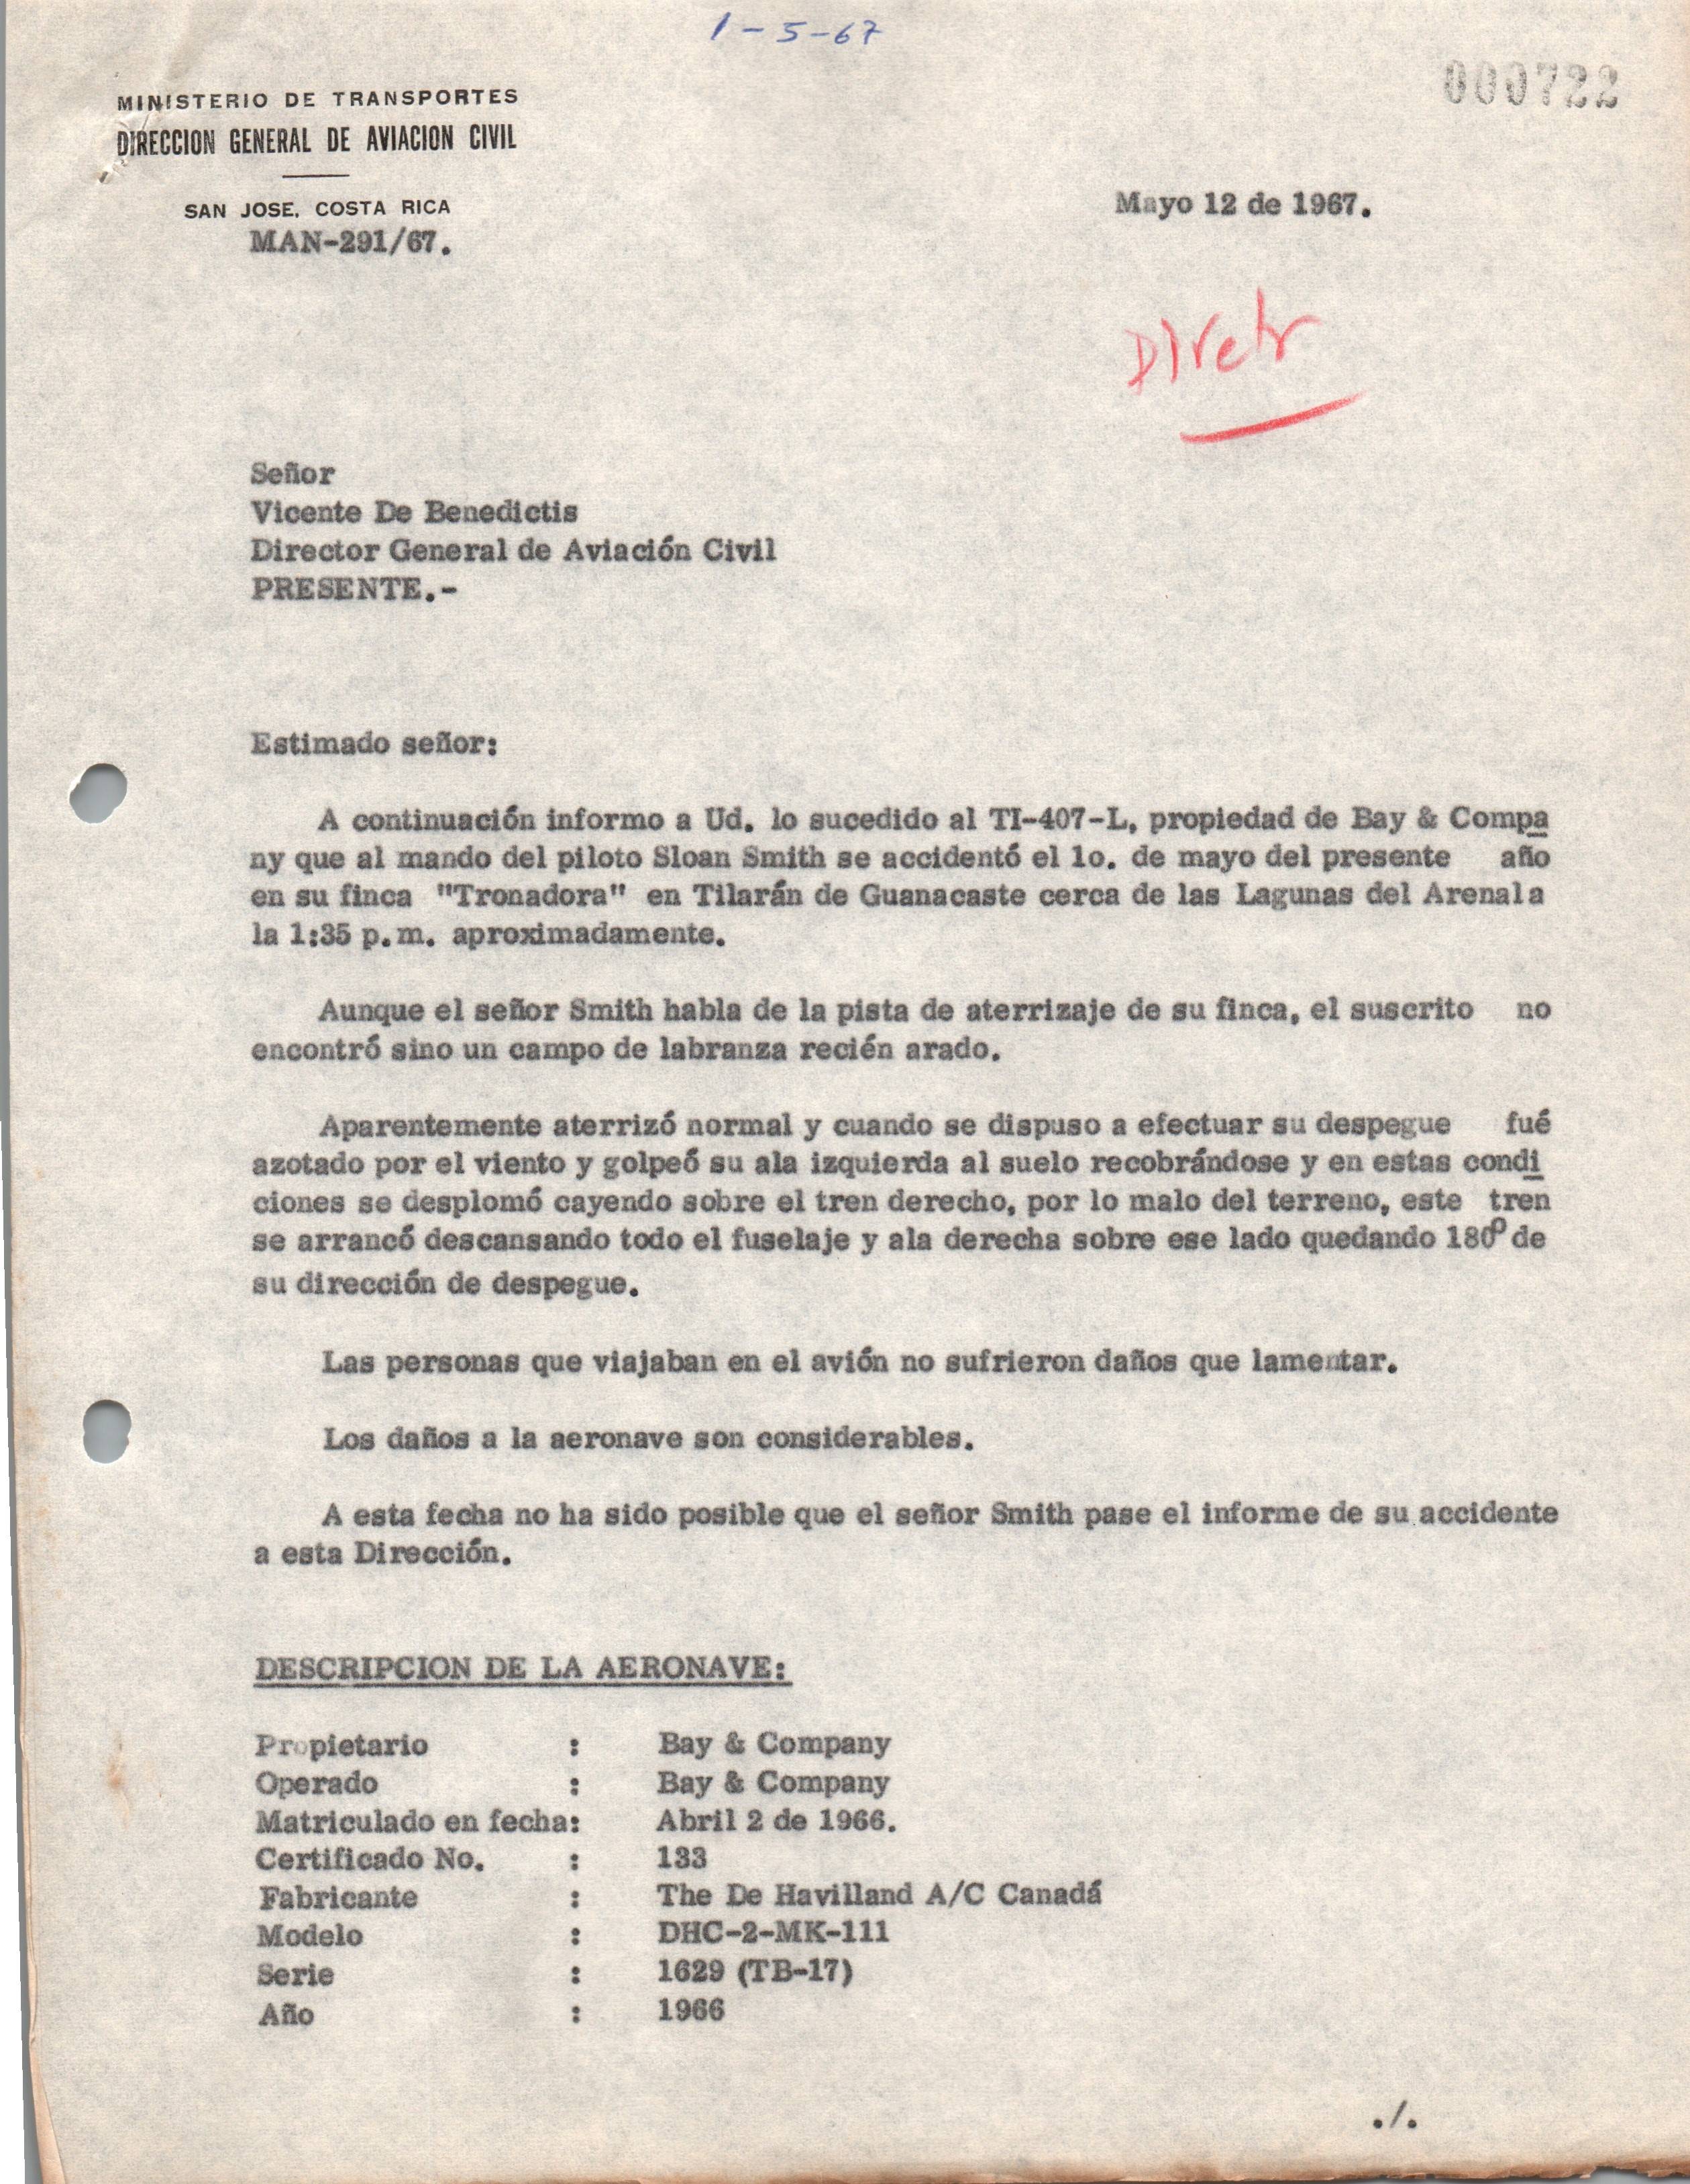 1-5-67
000722
MINISTERIO DE TRANSPORTES
DIRECCION GENERAL DE AVIACION CIVIL
SAN JOSE, COSTA RICA
MAN-291/67.
Mayo 12 de 1967.
Señor
Vicente De Benedictis
Director General de Aviación Civil
PRESENTE.-
Estimado señor:
A continuación informo a Ud. lo sucedido al TI-407-L, propiedad de Bay & Compa
ny que al mando del piloto Sloan Smith se accidentó el 1o. de mayo del presente año
en su finca "Tronadora" en Tilarán de Guanacaste cerca de las Lagunas del Arenal a
la 1:35 p.m. aproximadamente.
Aunque el señor Smith habla de la pista de aterrizaje de su finca, el suscrito no
encontró sino un campo de labranza recién arado.
Aparentemente aterrizó normal y cuando se dispuso a efectuar su despegue fué
azotado por el viento y golpeó su ala izquierda al suelo recobrándose y en estas condi
ciones se desplomó cayendo sobre el tren derecho, por lo malo del terreno, este tren
se arrancó descansando todo el fuselaje y ala derecha sobre ese lado quedando 180º de
su dirección de despegue.
Las personas que viajaban en el avión no sufrieron daños que lamentar.
Los daños a la aeronave son considerables.
A esta fecha no ha sido posible que el señor Smith pase el informe de su accidente
a esta Dirección.
DESCRIPCION DE LA AERONAVE:
Propietario : Bay & Company
Operado : Bay & Company
Matriculado en fecha: Abril 2 de 1966.
Certificado No. : 133
Fabricante : The De Havilland A/C Canadá
Modelo : DHC-2-MK-111
Serie : 1629 (TB-17)
Año : 1966
./.